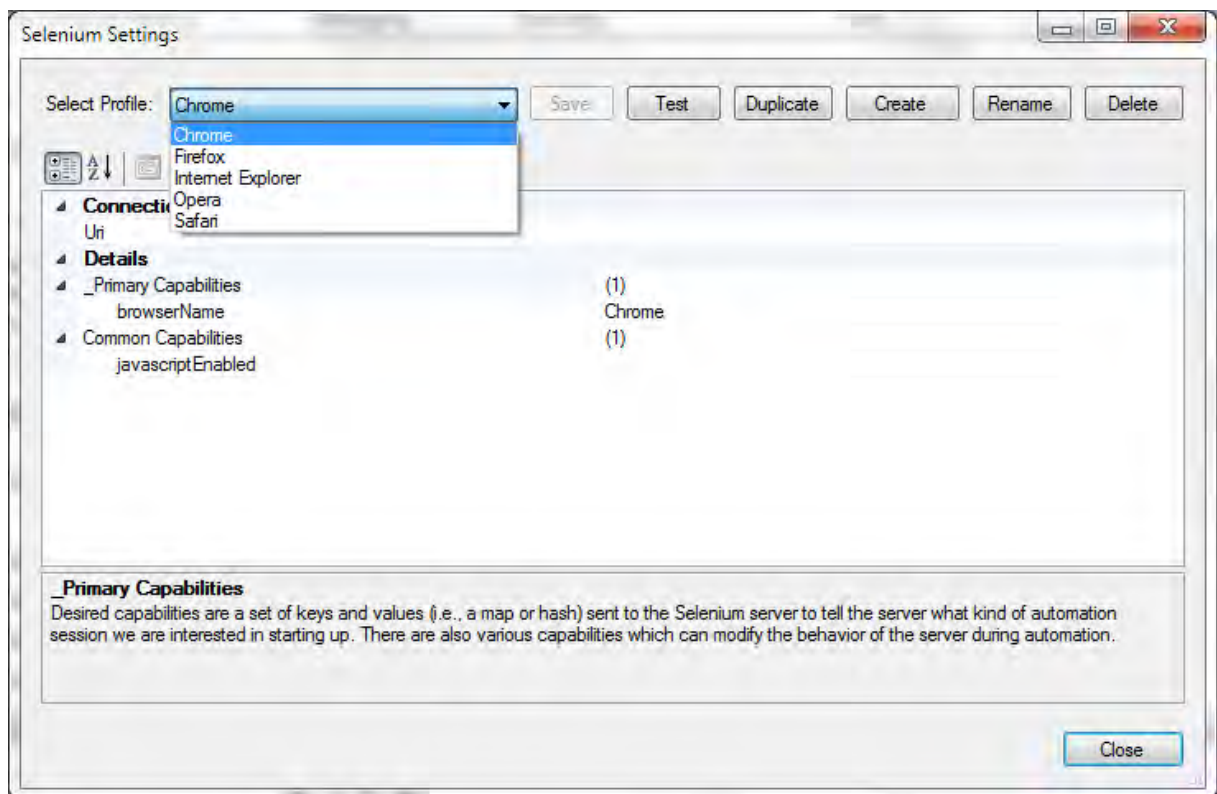 Selenium Settings
Select Profile: Chrome Save Test Duplicate Create Rename Delete
Chrome
Firefox
Internet Explorer
Opera
Safari
Connectio
Uri
Details
_Primary Capabilities (1)
browserName Chrome
Common Capabilities (1)
javascriptEnabled
_Primary Capabilities
Desired capabilities are a set of keys and values (i.e., a map or hash) sent to the Selenium server to tell the server what kind of automation
session we are interested in starting up. There are also various capabilities which can modify the behavior of the server during automation.
Close